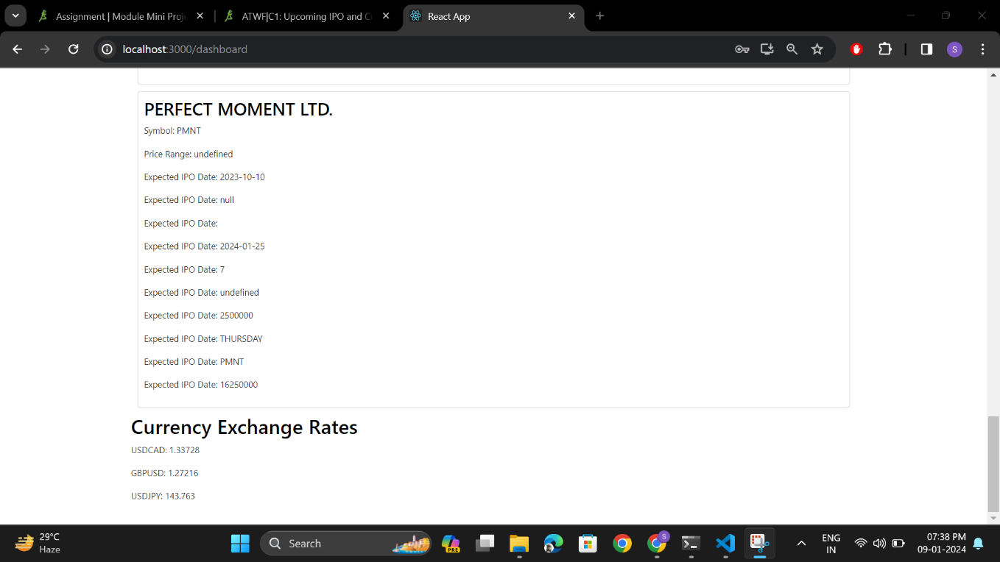 Assignment | Module Mini Proje
ATWF|C1: Upcoming IPO and C
React App
localhost:3000/dashboard
S
PERFECT MOMENT LTD.
Symbol: PMNT
Price Range: undefined
Expected IPO Date: 2023-10-10
Expected IPO Date: null
Expected IPO Date:
Expected IPO Date: 2024-01-25
Expected IPO Date: 7
Expected IPO Date: undefined
Expected IPO Date: 2500000
Expected IPO Date: THURSDAY
Expected IPO Date: PMNT
Expected IPO Date: 16250000
Currency Exchange Rates
USDCAD: 1.33728
GBPUSD: 1.27216
USDJPY: 143.763
29°C
Haze
Search
PRE
S
ENG
IN
07:38 PM
09-01-2024